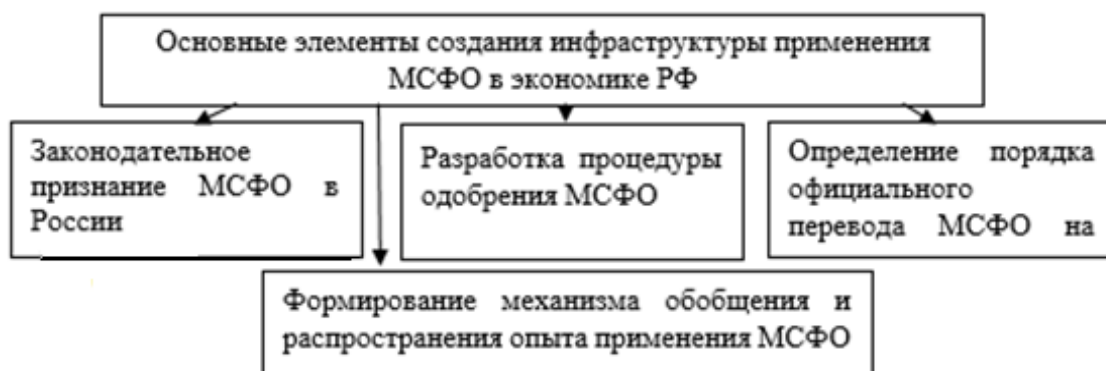 Основные элементы создания инфраструктуры применения
МСФО в экономике РФ
Законодательное
признание МСФО в
России
Разработка процедуры
одобрения МСФО
Определение порядка
официального
перевода МСФО на
Формирование механизма обобщения и
распространения опыта применения МСФО